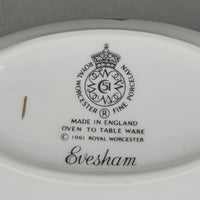 ROYAL WORCESTER FINE PORCELAIN
51
®
MADE IN ENGLAND
OVEN TO TABLE WARE
© 1961 ROYAL WORCESTER
Evesham